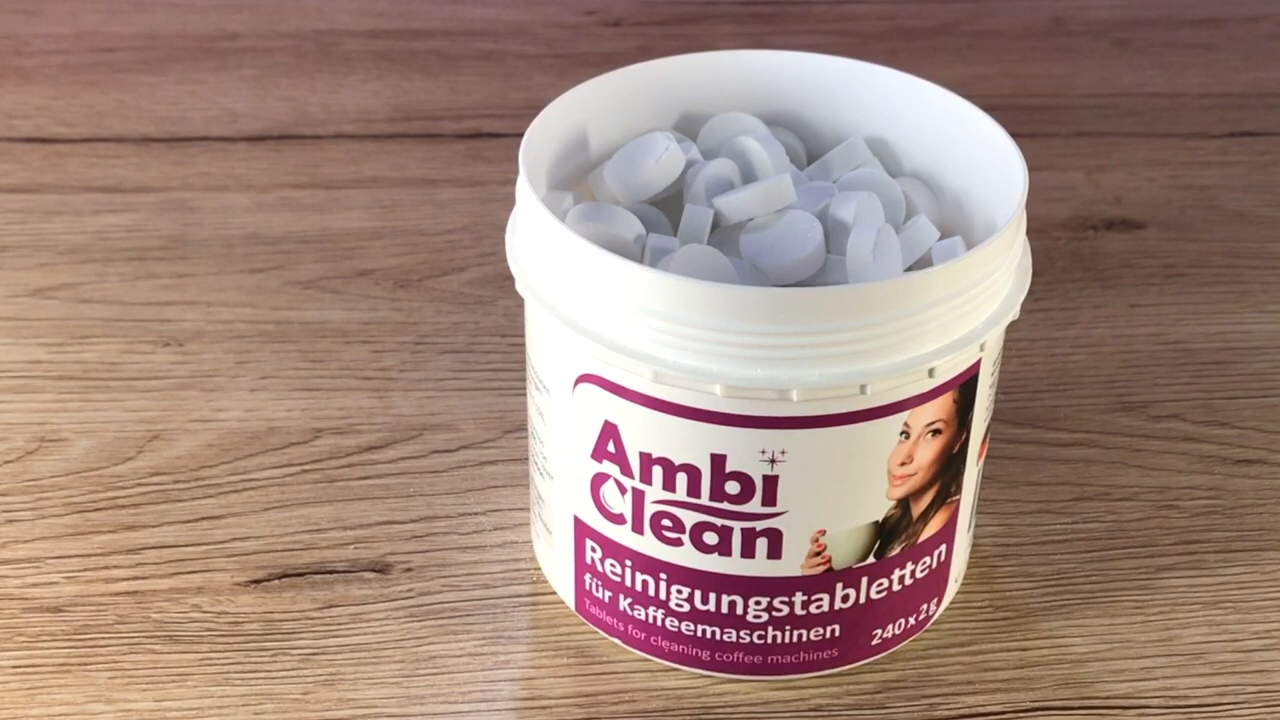 Ambi
Clean
Reinigungstabletten
für Kaffeemaschinen
Tablets for cleaning coffee machines
240 x 2g